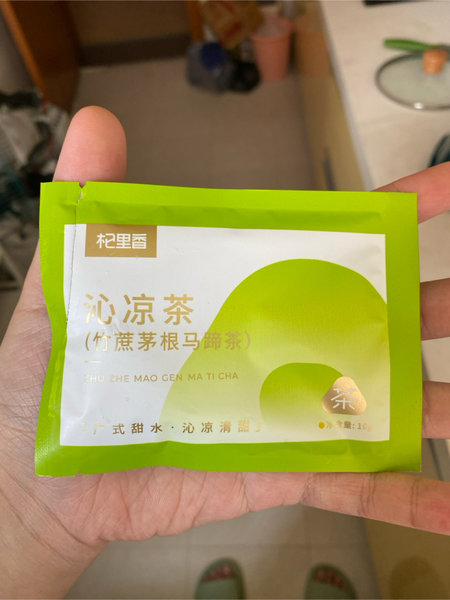 杞里香
沁凉茶
(竹蔗茅根马蹄茶)
ZHU ZHE MAO GEN MA TI CHA
广式甜水·沁凉清甜
茶
净含量:10g